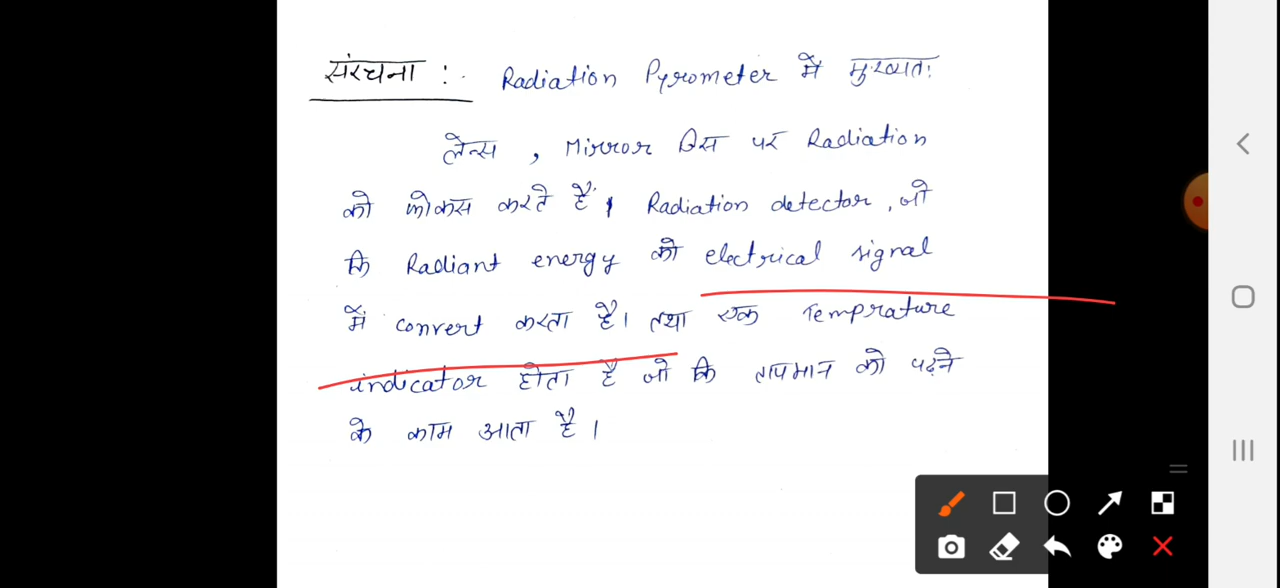 संरचना :- Radiation Pyrometer में मुख्यतः
लेन्स , Mirror जिस पर Radiation
को फोकस करते हैं। Radiation detector , जो
कि Radiant energy को electrical signal
में convert करता है। तथा एक Temprature
indicator होता है जो कि तापमान को पढ़ने
के काम आता है।